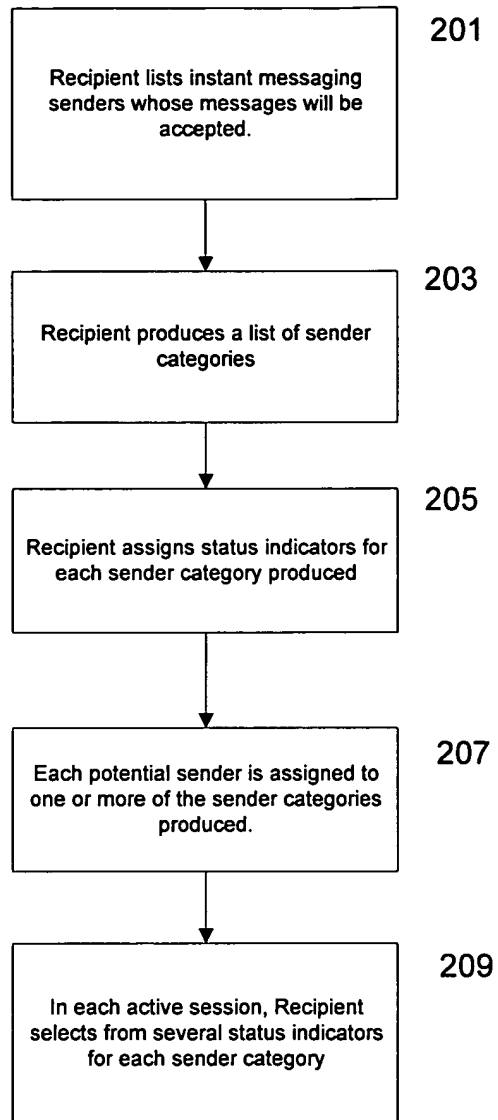 201
Recipient lists instant messaging
senders whose messages will be
accepted.
203
Recipient produces a list of sender
categories
205
Recipient assigns status indicators for
each sender category produced
207
Each potential sender is assigned to
one or more of the sender categories
produced.
209
In each active session, Recipient
selects from several status indicators
for each sender category